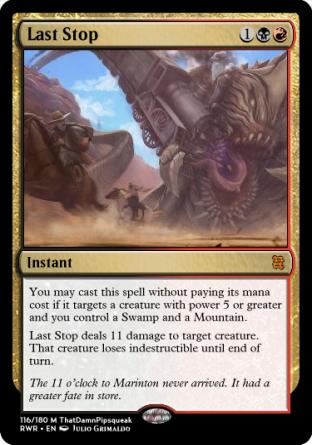 Last Stop 1
Instant
You may cast this spell without paying its mana
cost if it targets a creature with power 5 or greater
and you control a Swamp and a Mountain.
Last Stop deals 11 damage to target creature.
That creature loses indestructible until end of
turn.
The 11 o'clock to Marinton never arrived. It had a
greater fate in store.
116/180 M ThatDamnPipsqueak
RWR • EN Julio Grimaldo